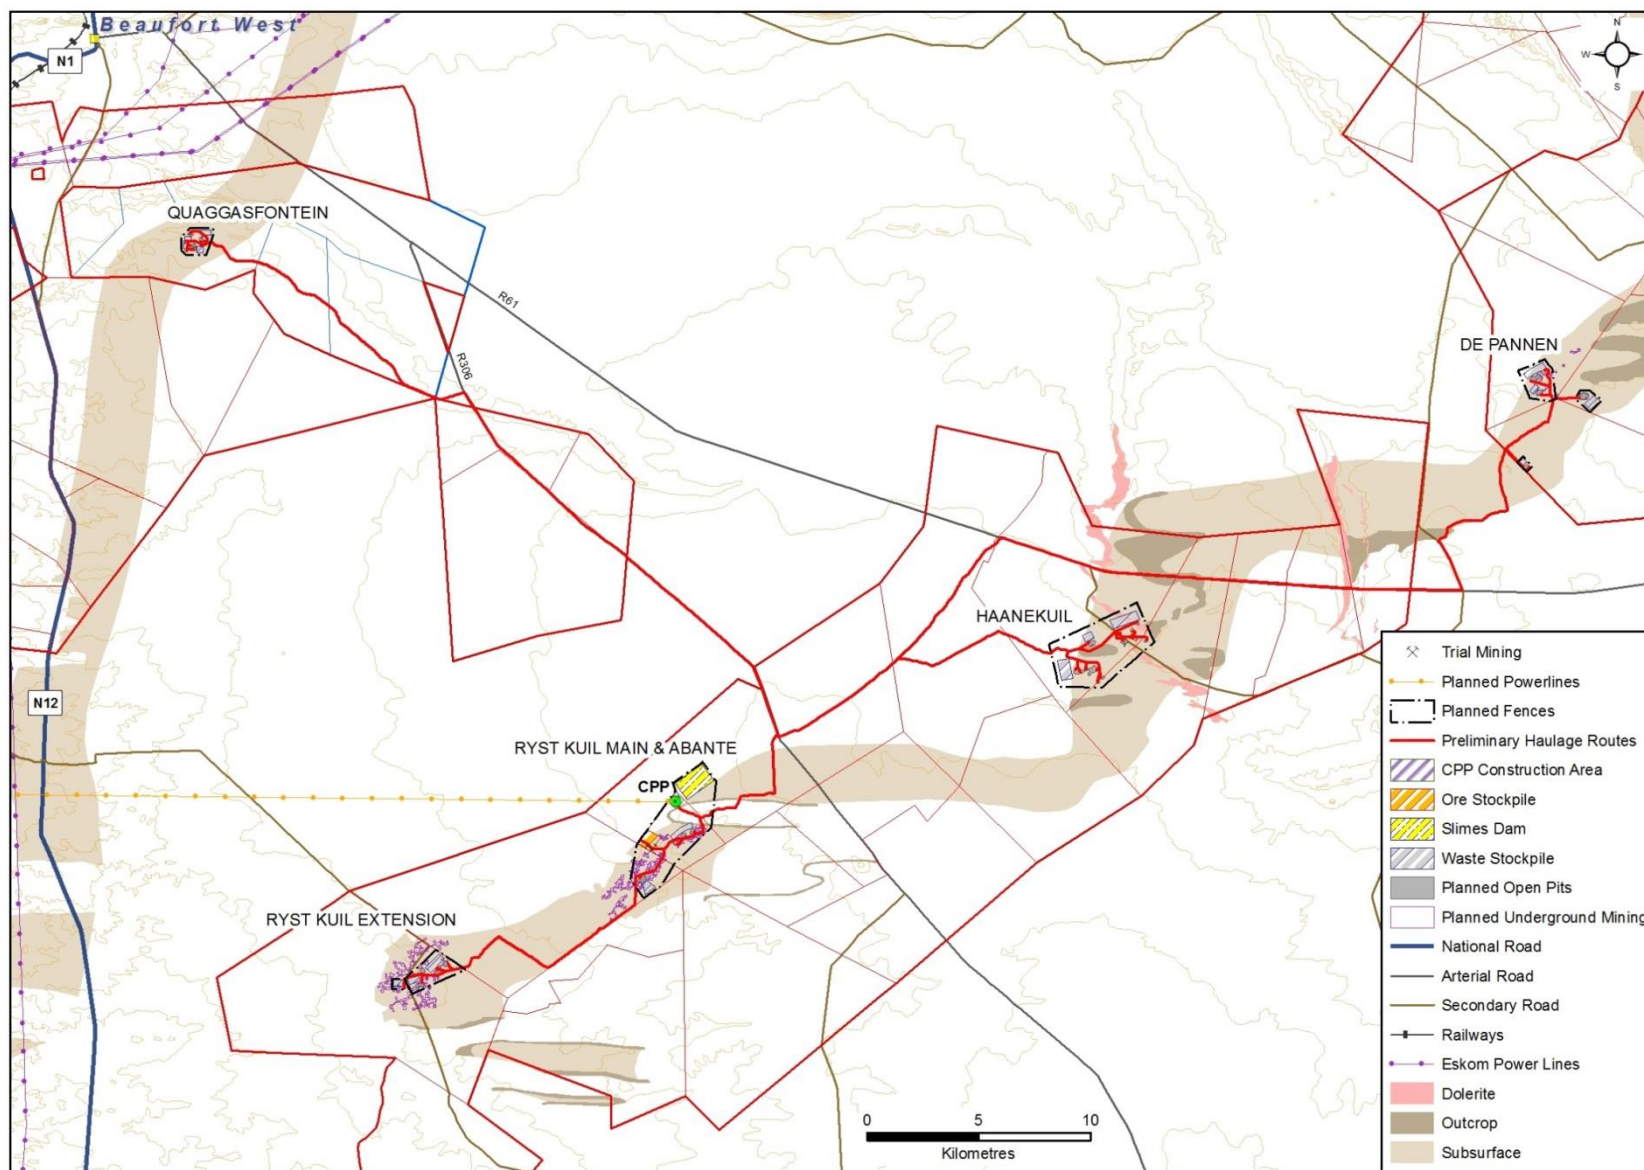 Beaufort West
N1
N
W
E
S
QUAGGASFONTEIN
R61
R306
DE PANNEN
HAANEKUIL
N12
RYST KUIL MAIN & ABANTE
CPP
RYST KUIL EXTENSION
0 5 10
Kilometres
Trial Mining
Planned Powerlines
Planned Fences
Preliminary Haulage Routes
CPP Construction Area
Ore Stockpile
Slimes Dam
Waste Stockpile
Planned Open Pits
Planned Underground Mining
National Road
Arterial Road
Secondary Road
Railways
Eskom Power Lines
Dolerite
Outcrop
Subsurface